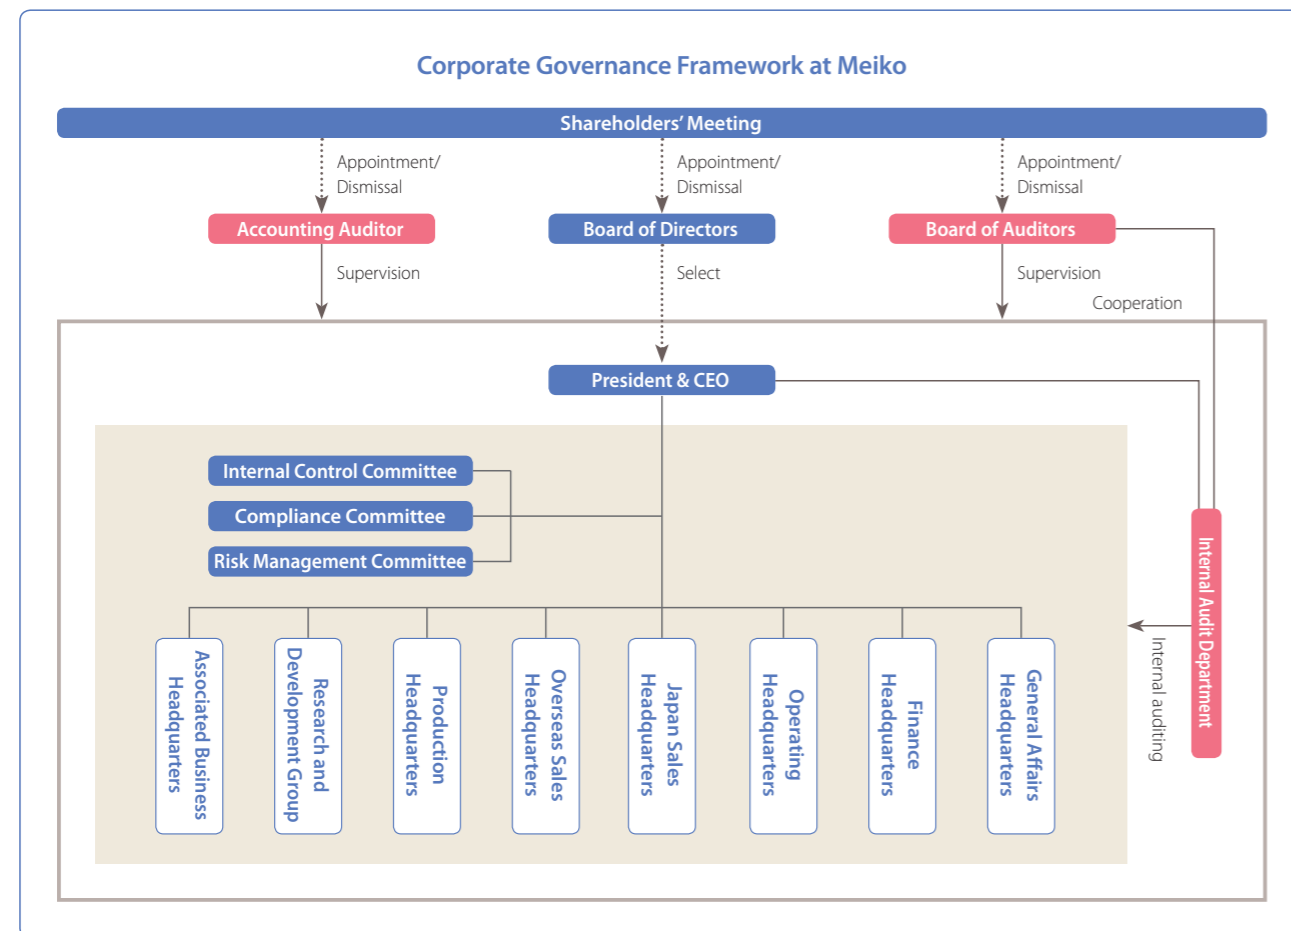 Corporate Governance Framework at Meiko
Shareholders' Meeting
Appointment/
Dismissal
Appointment/
Dismissal
Appointment/
Dismissal
Accounting Auditor
Board of Directors
Board of Auditors
Supervision
Select
Supervision
Cooperation
President & CEO
Internal Control Committee
Compliance Committee
Risk Management Committee
Internal Audit Department
Internal auditing
Associated Business
Headquarters
Research and
Development Group
Production
Headquarters
Overseas Sales
Headquarters
Japan Sales
Headquarters
Operating
Headquarters
Finance
Headquarters
General Affairs
Headquarters